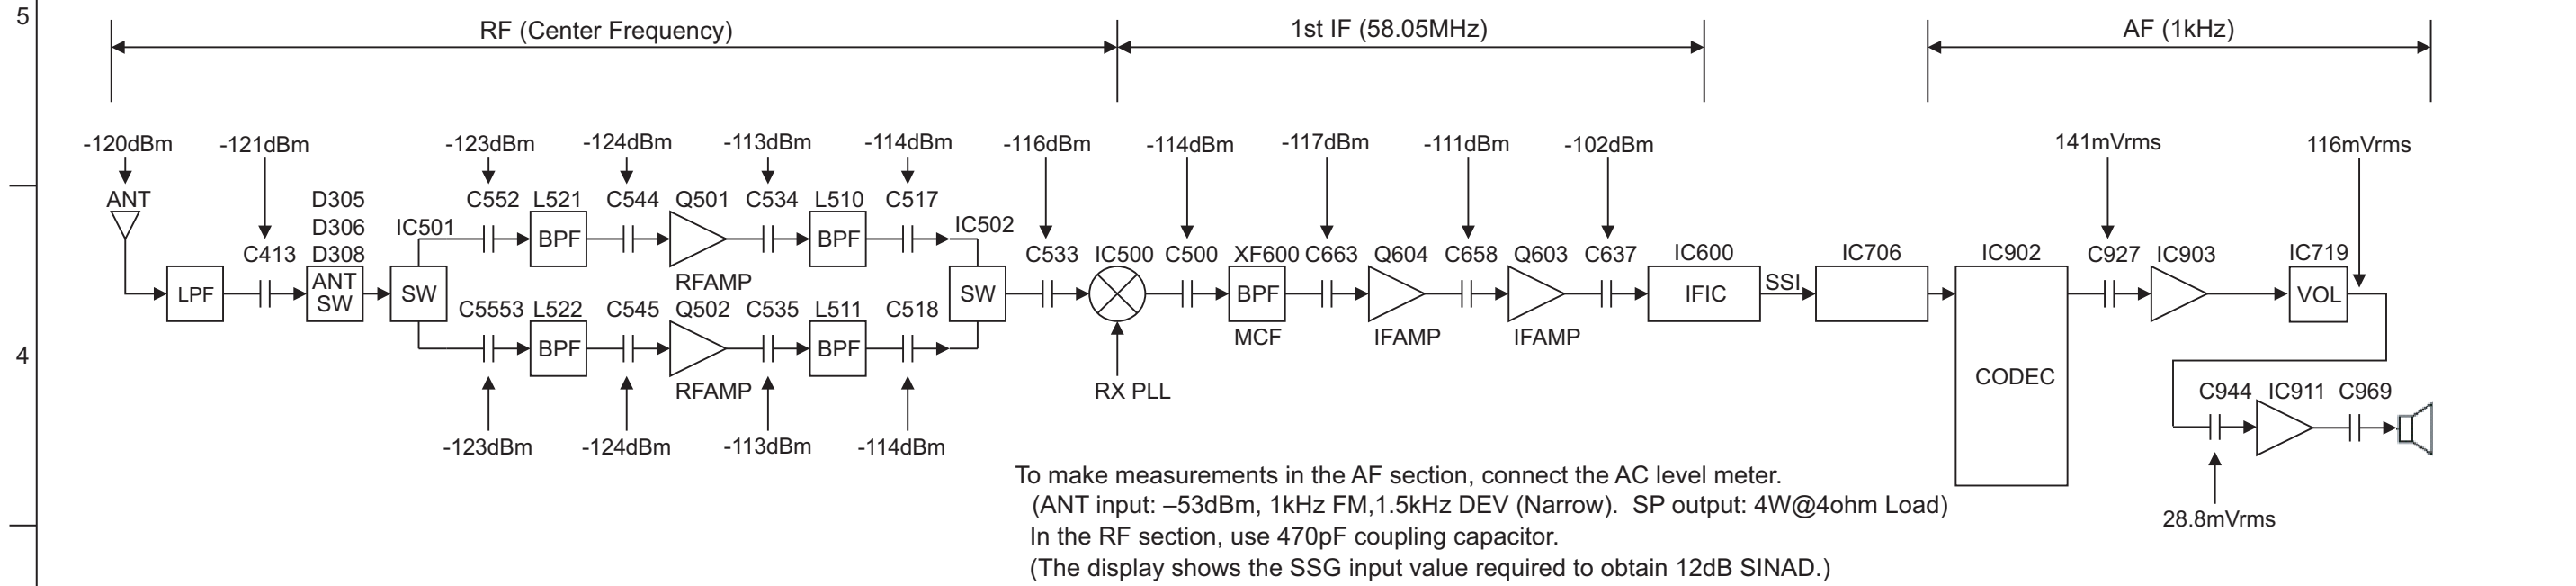 5
RF (Center Frequency)
1st IF (58.05MHz)
AF (1kHz)
-120dBm
-121dBm
-123dBm
-124dBm
-113dBm
-114dBm
-116dBm
-114dBm
-117dBm
-111dBm
-102dBm
141mVrms
116mVrms
ANT
D305
D306
D308
C413
IC501
C552
L521
C544
Q501
C534
L510
C517
IC502
C533
IC500
C500
XF600
C663
Q604
C658
Q603
C637
IC600
IC706
IC902
C927
IC903
IC719
BPF
BPF
RFAMP
LPF
ANT
SW
SW
SW
BPF
IFIC
SSI
VOL
C5553
L522
C545
Q502
C535
L511
C518
MCF
IFAMP
IFAMP
4
BPF
BPF
RFAMP
RX PLL
CODEC
C944
IC911
C969
-123dBm
-124dBm
-113dBm
-114dBm
28.8mVrms
To make measurements in the AF section, connect the AC level meter.
(ANT input: –53dBm, 1kHz FM,1.5kHz DEV (Narrow). SP output: 4W@4ohm Load)
In the RF section, use 470pF coupling capacitor.
(The display shows the SSG input value required to obtain 12dB SINAD.)